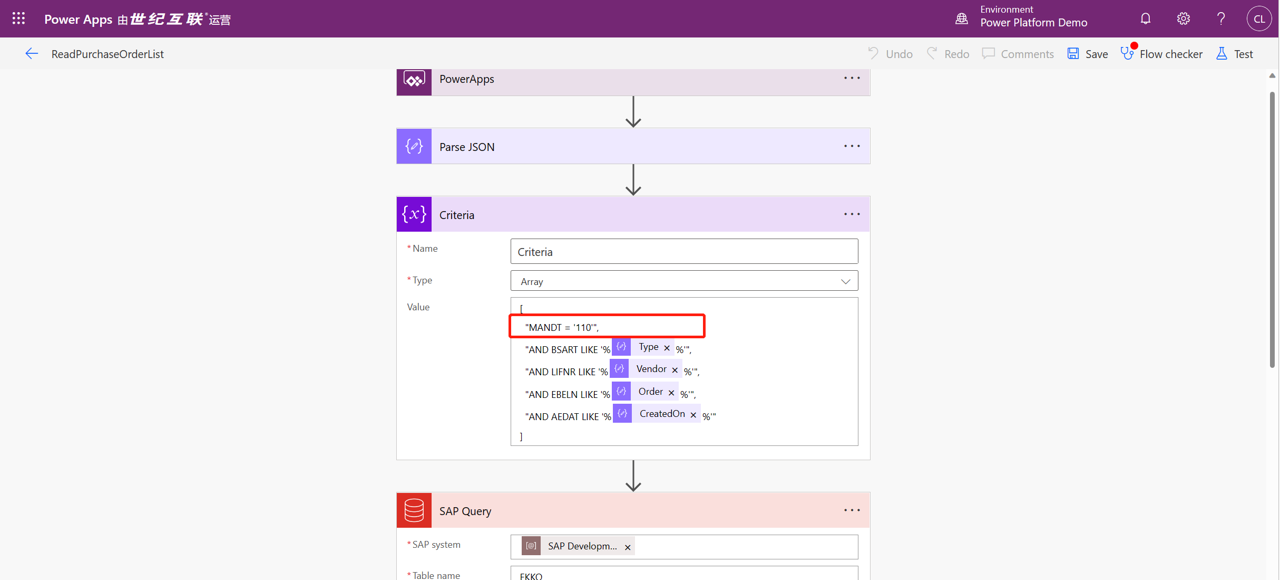 Power Apps 由世纪互联运营
Environment
Power Platform Demo
CL
ReadPurchaseOrderList
Undo
Redo
Comments
Save
Flow checker
Test
PowerApps
Parse JSON
Criteria
* Name
Criteria
* Type
Array
Value
[
"MANDT = '110'",
"AND BSART LIKE '% Type × %'",
"AND LIFNR LIKE '% Vendor × %'",
"AND EBELN LIKE '% Order × %'",
"AND AEDAT LIKE '% CreatedOn × %'"
]
SAP Query
* SAP system
SAP Developm... ×
* Table name
EKKO